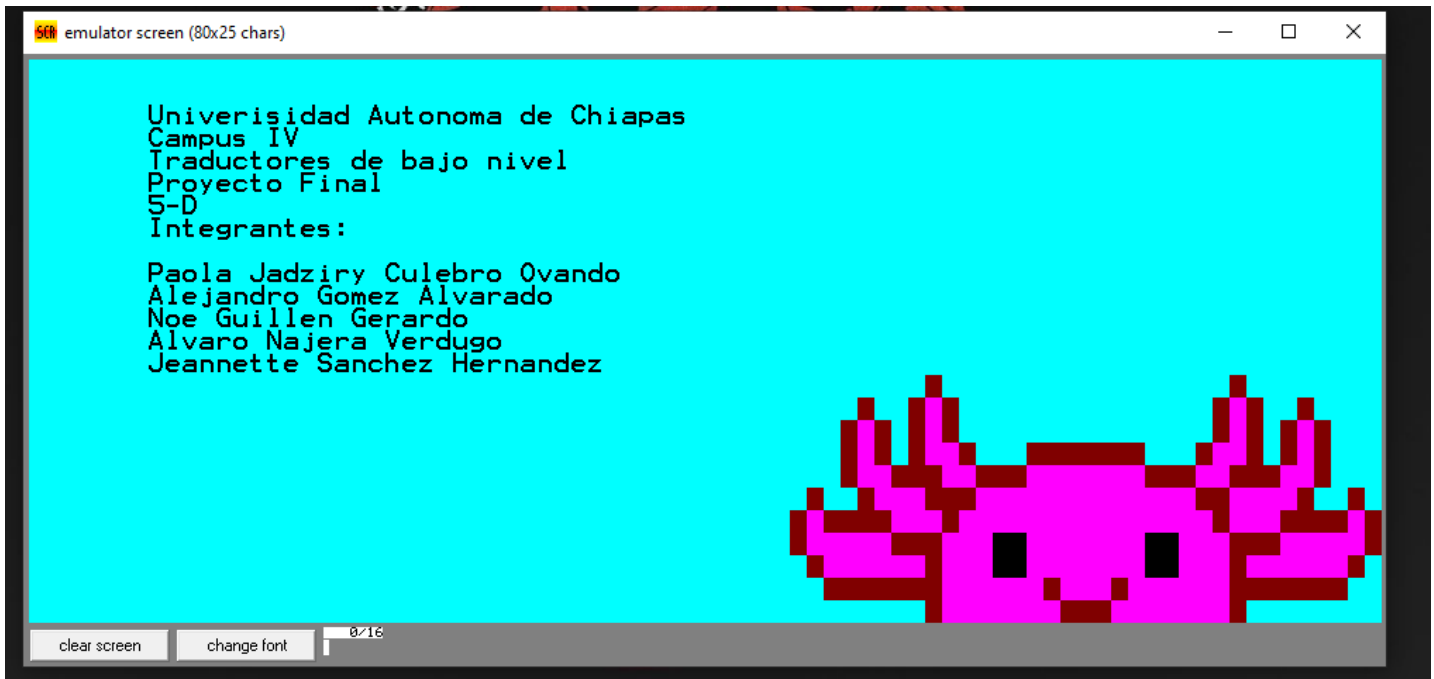 SCR emulator screen (80x25 chars)
Univerisidad Autonoma de Chiapas
Campus IV
Traductores de bajo nivel
Proyecto Final
5-D
Integrantes:
Paola Jadziry Culebro Ovando
Alejandro Gomez Alvarado
Noe Guillen Gerardo
Alvaro Najera Verdugo
Jeannette Sanchez Hernandez
clear screen change font 0/16